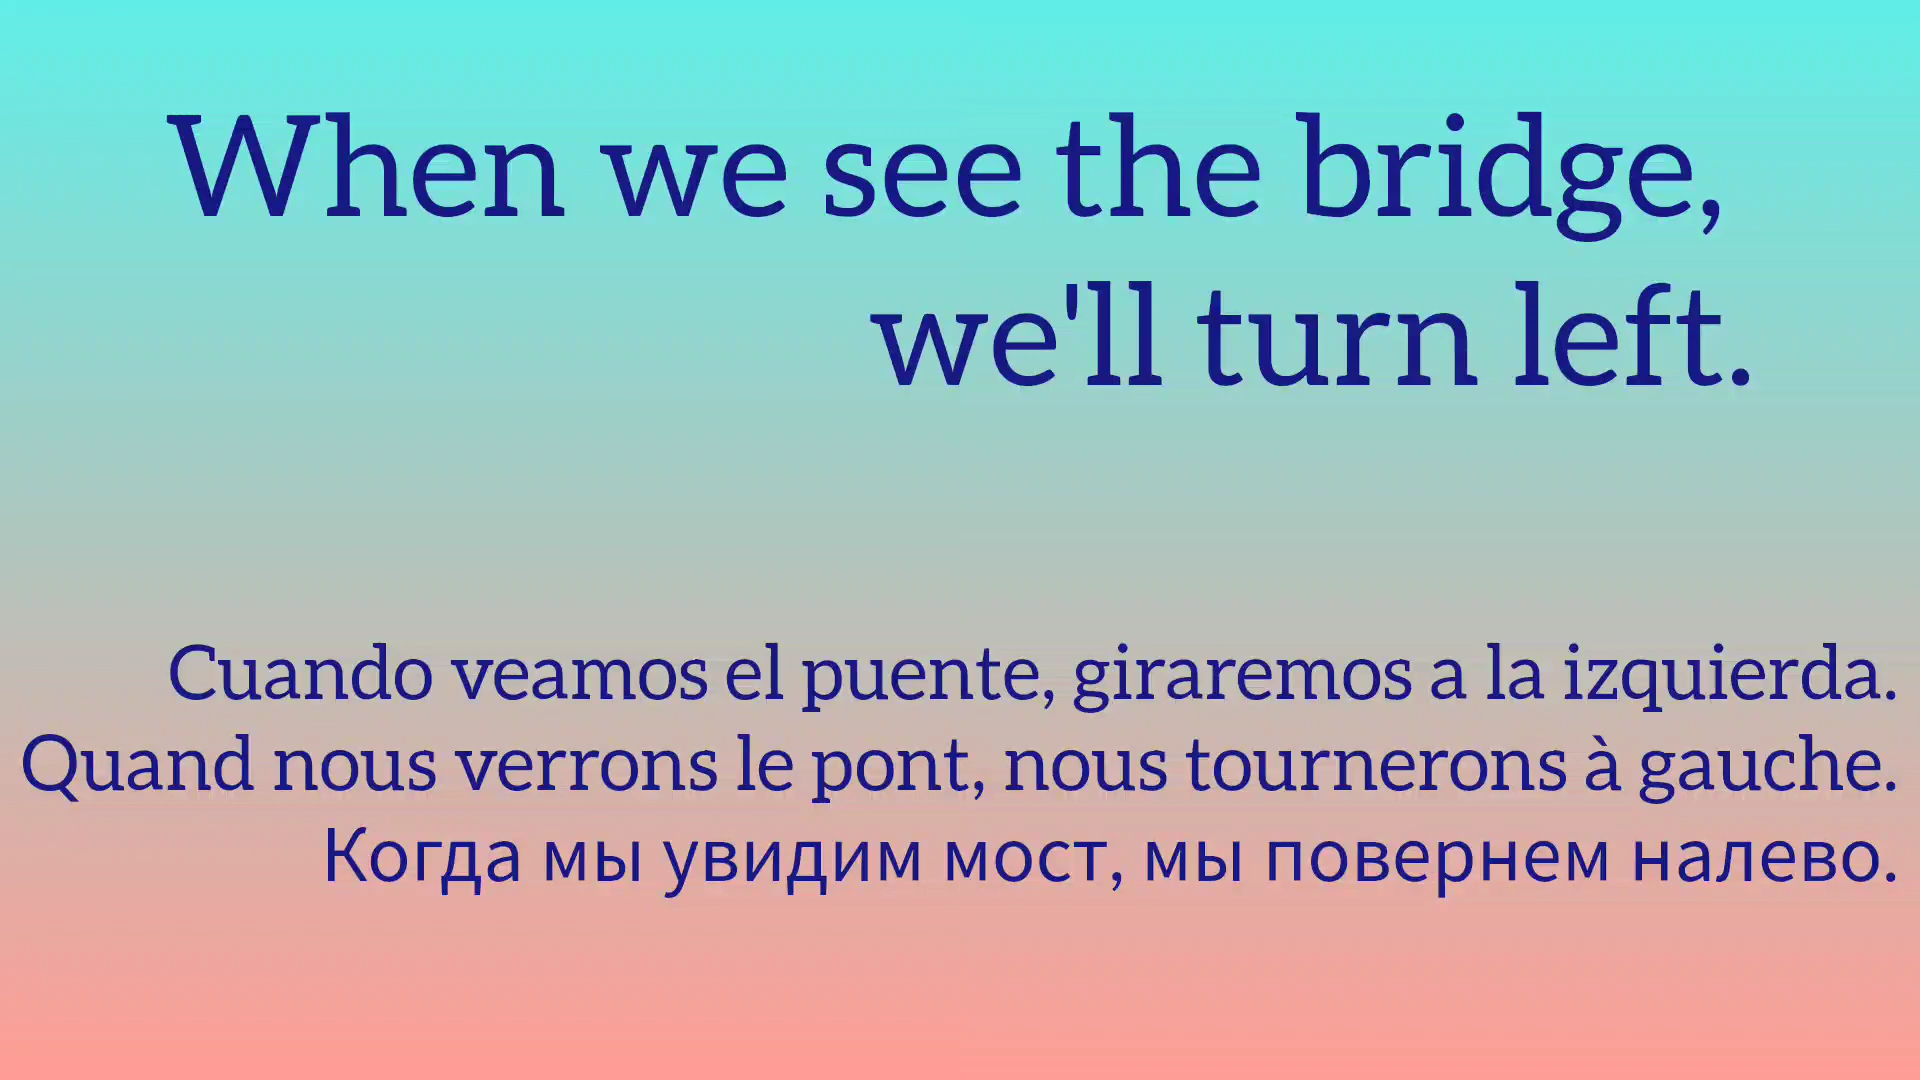 When we see the bridge,
we'll turn left.
Cuando veamos el puente, giraremos a la izquierda.
Quand nous verrons le pont, nous tournerons à gauche.
Когда мы увидим мост, мы повернем налево.